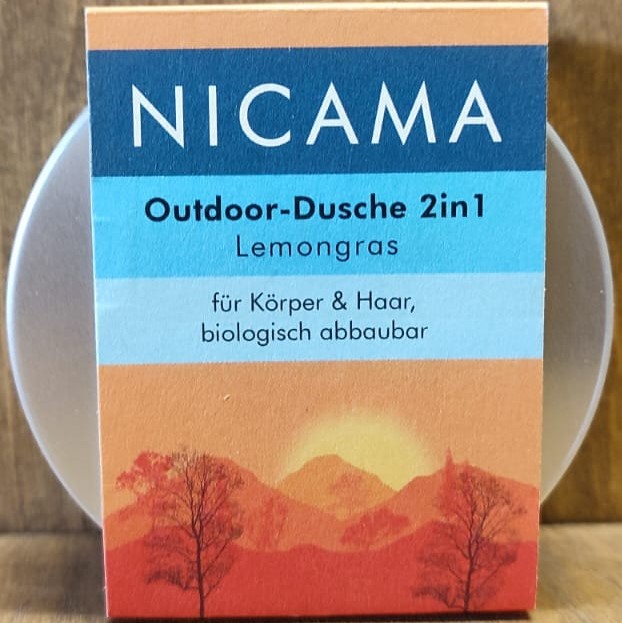 NICAMA
Outdoor-Dusche 2in1
Lemongras
für Körper & Haar,
biologisch abbaubar